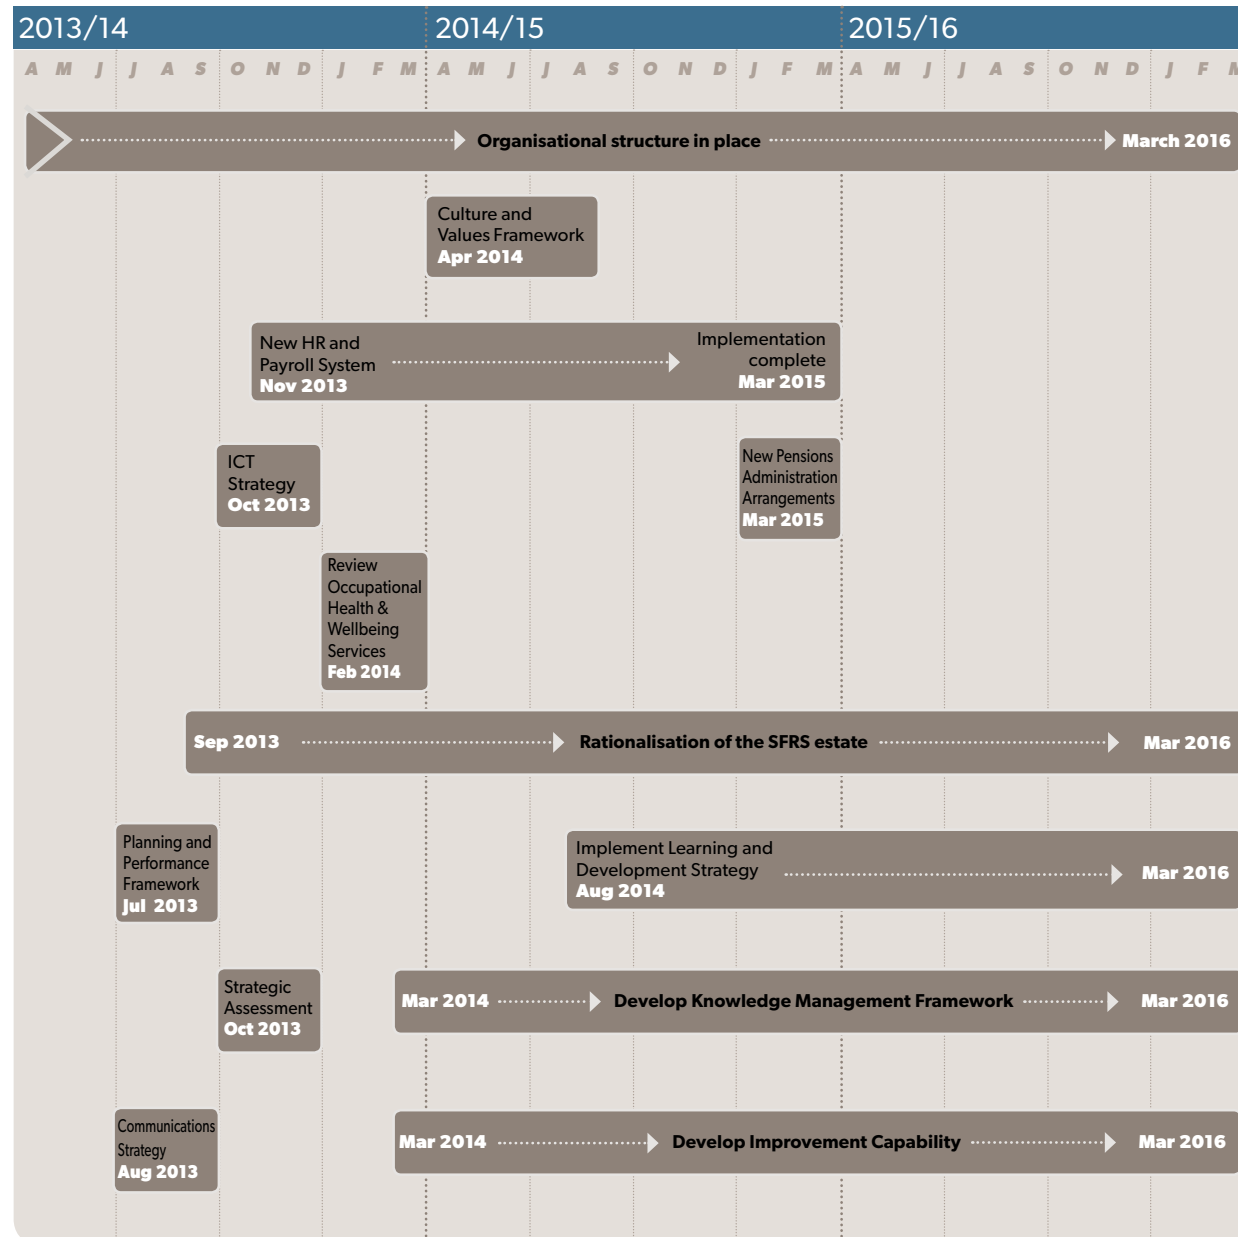 2013/14 2014/15 2015/16
A M J J A S O N D J F M A M J J A S O N D J F M A M J J A S O N D J F M
Organisational structure in place March 2016
Culture and
Values Framework
Apr 2014
New HR and
Payroll System
Nov 2013
Implementation
complete
Mar 2015
ICT
Strategy
Oct 2013
New Pensions
Administration
Arrangements
Mar 2015
Review
Occupational
Health &
Wellbeing
Services
Feb 2014
Sep 2013 Rationalisation of the SFRS estate Mar 2016
Planning and
Performance
Framework
Jul 2013
Implement Learning and
Development Strategy
Aug 2014
Mar 2016
Strategic
Assessment
Oct 2013
Mar 2014 Develop Knowledge Management Framework Mar 2016
Communications
Strategy
Aug 2013
Mar 2014 Develop Improvement Capability Mar 2016